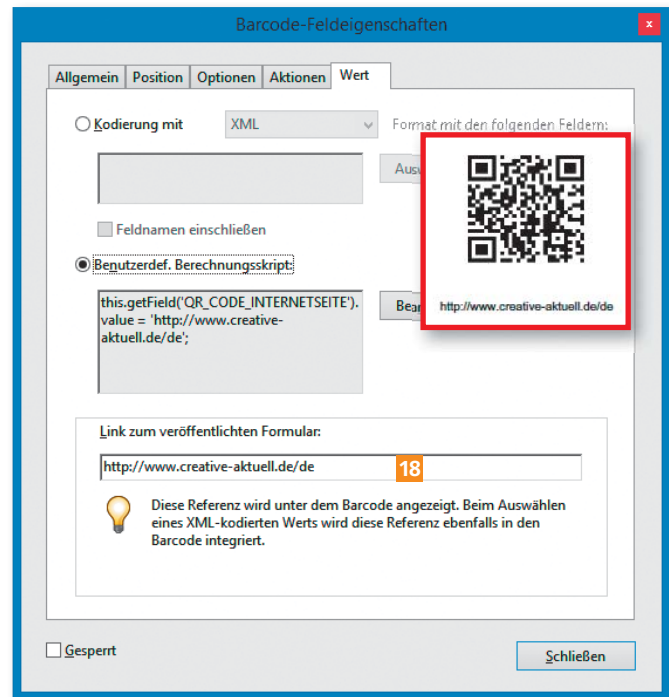 Barcode-Feldeigenschaften
x
Allgemein Position Optionen Aktionen Wert
Kodierung mit XML Format mit den folgenden Feldern:
Feldnamen einschließen
Benutzerdef. Berechnungsskript:
this.getField('QR_CODE_INTERNETSEITE').
value = 'http://www.creative-
aktuell.de/de';
http://www.creative-aktuell.de/de
Link zum veröffentlichten Formular:
http://www.creative-aktuell.de/de 18
Diese Referenz wird unter dem Barcode angezeigt. Beim Auswählen
eines XML-kodierten Werts wird diese Referenz ebenfalls in den
Barcode integriert.
Gesperrt Schließen